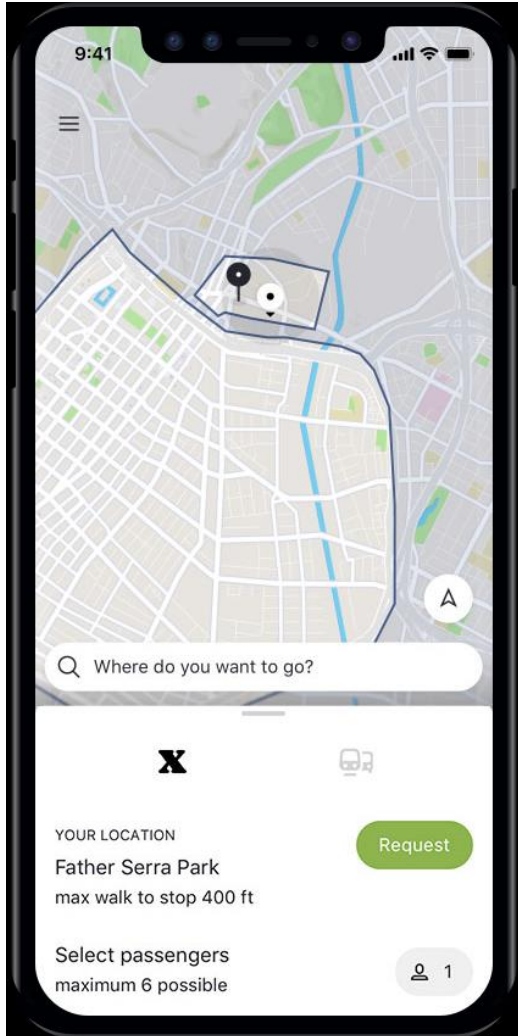 9:41
Where do you want to go?
X
YOUR LOCATION
Father Serra Park
Request
max walk to stop 400 ft
Select passengers
maximum 6 possible
1